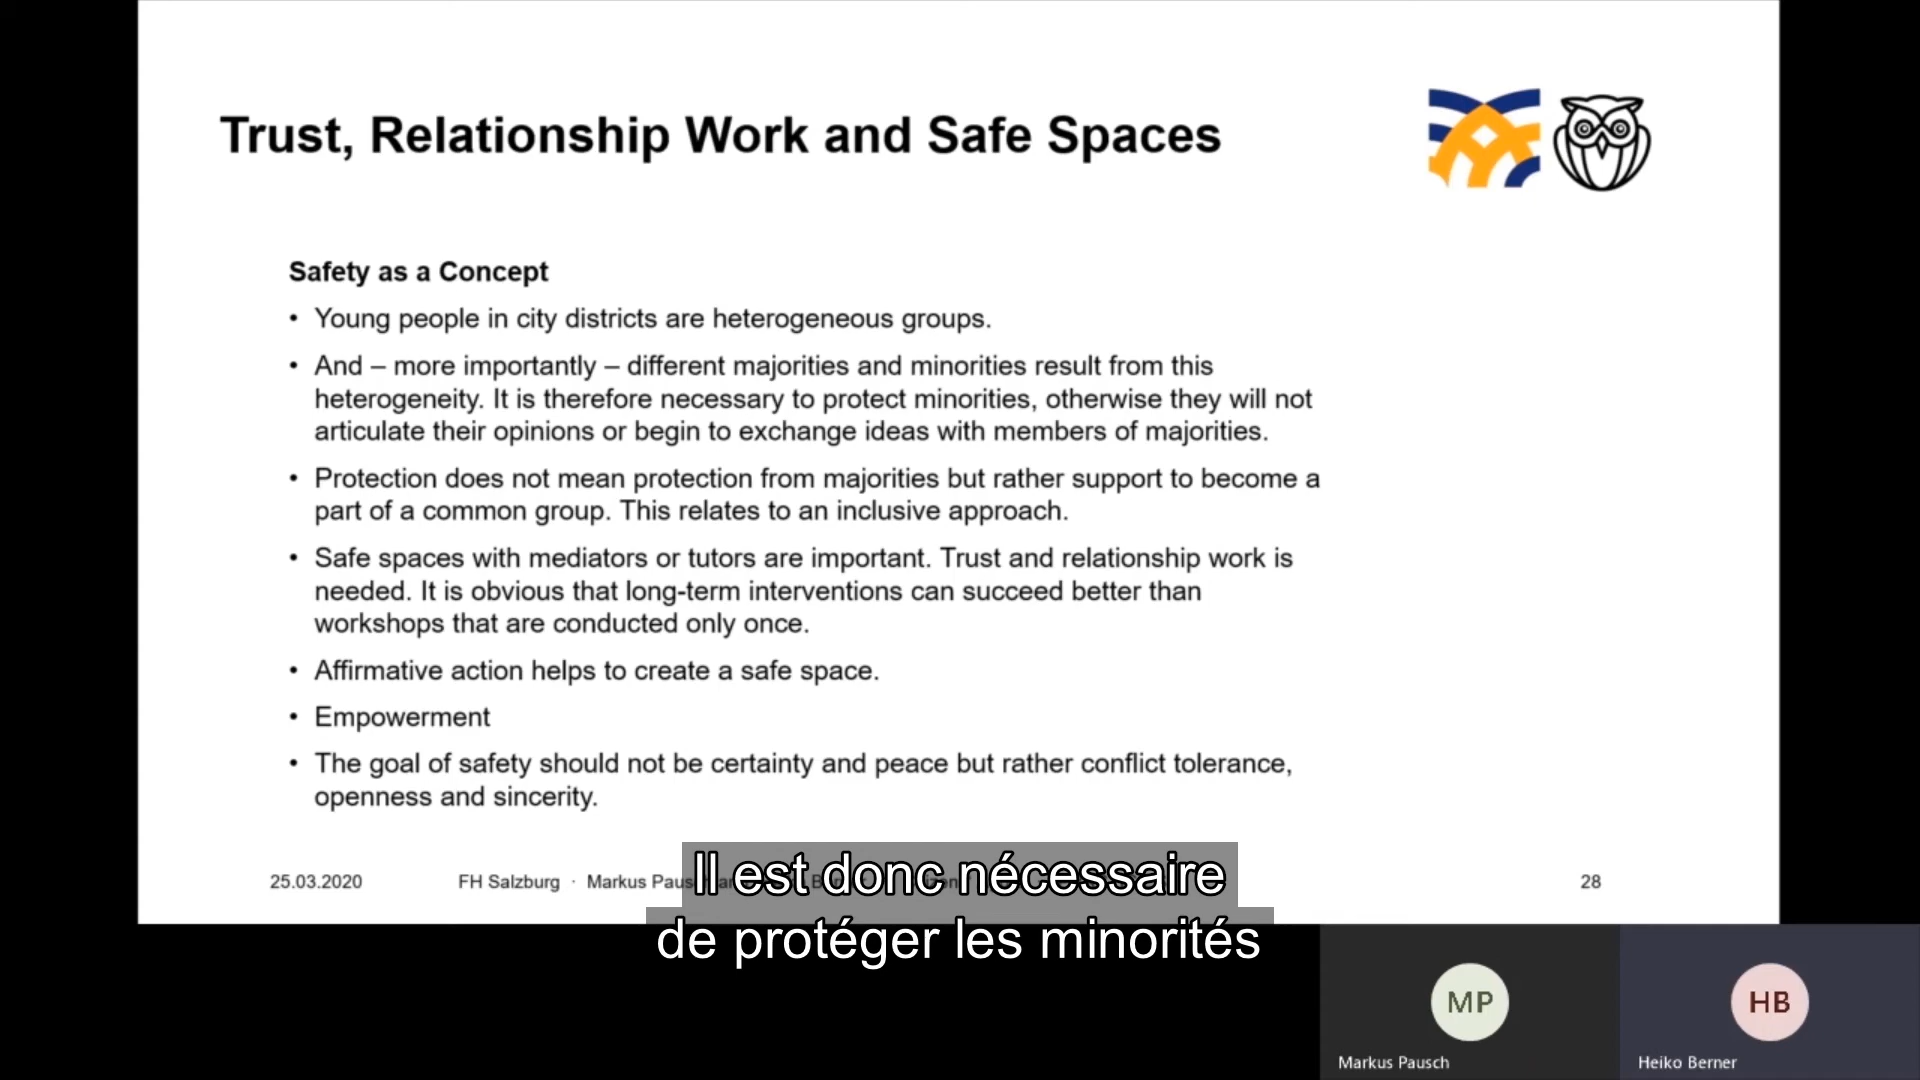 Trust, Relationship Work and Safe Spaces
Safety as a Concept
• Young people in city districts are heterogeneous groups.
• And – more importantly – different majorities and minorities result from this
heterogeneity. It is therefore necessary to protect minorities, otherwise they will not
articulate their opinions or begin to exchange ideas with members of majorities.
• Protection does not mean protection from majorities but rather support to become a
part of a common group. This relates to an inclusive approach.
• Safe spaces with mediators or tutors are important. Trust and relationship work is
needed. It is obvious that long-term interventions can succeed better than
workshops that are conducted only once.
• Affirmative action helps to create a safe space.
• Empowerment
• The goal of safety should not be certainty and peace but rather conflict tolerance,
openness and sincerity.
25.03.2020 FH Salzburg · Markus 28
Il est donc nécessaire
de protéger les minorités
MP HB
Markus Pausch Heiko Berner